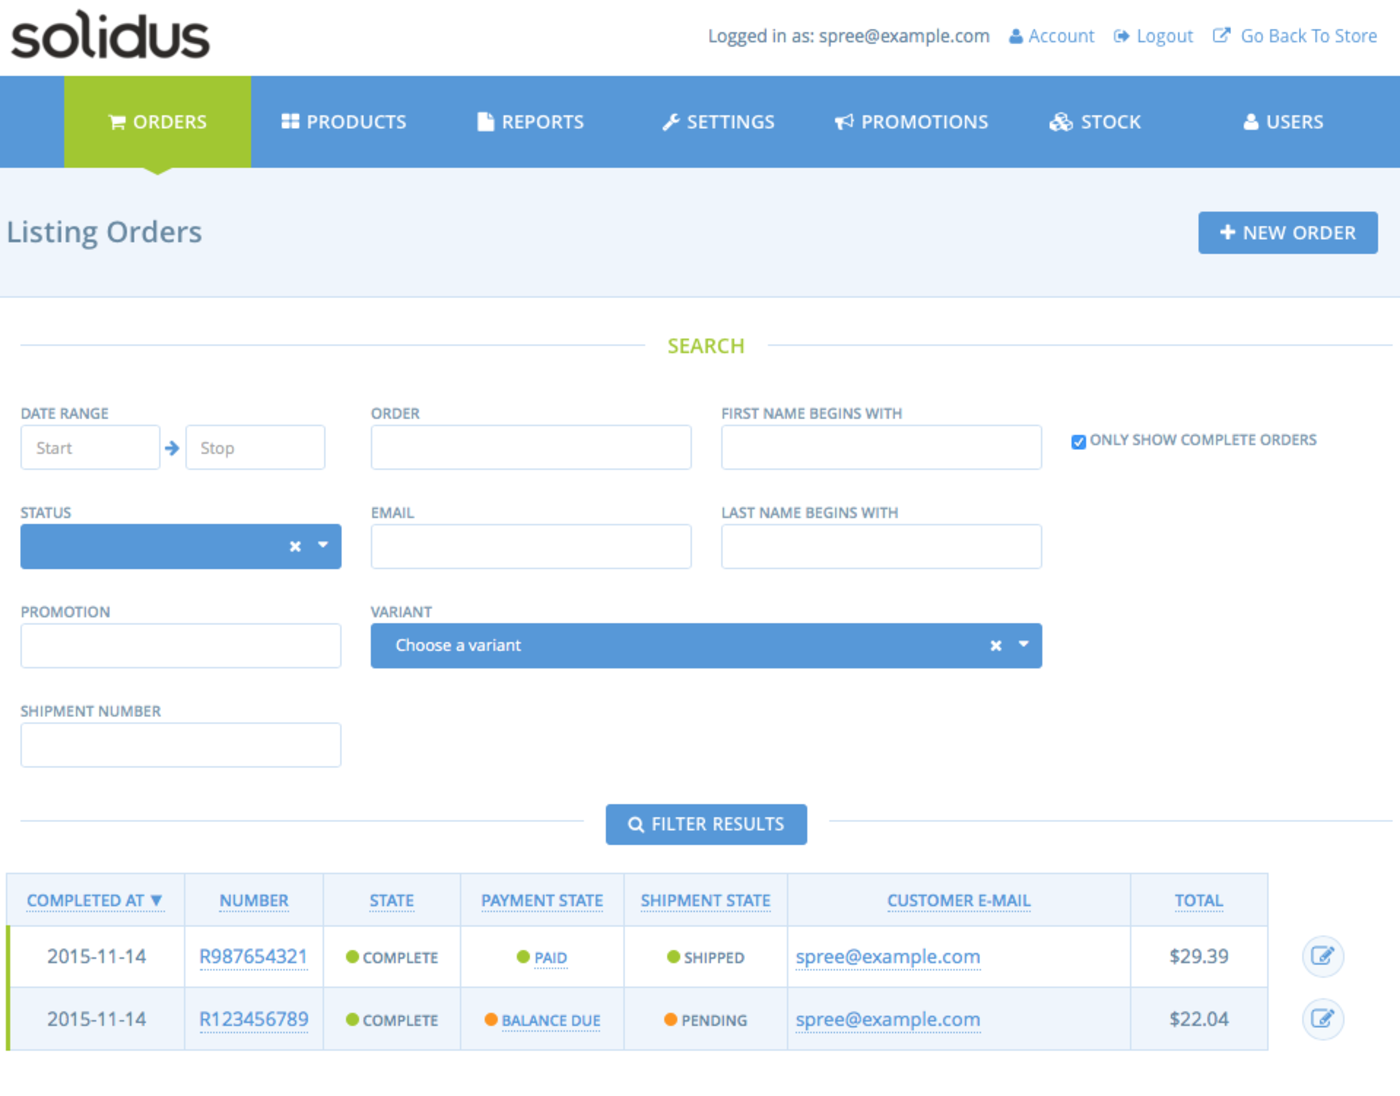 solidus
Logged in as: spree@example.com Account Logout Go Back To Store
ORDERS PRODUCTS REPORTS SETTINGS PROMOTIONS STOCK USERS
Listing Orders
NEW ORDER
SEARCH
DATE RANGE ORDER FIRST NAME BEGINS WITH
Start Stop
ONLY SHOW COMPLETE ORDERS
STATUS EMAIL LAST NAME BEGINS WITH
PROMOTION VARIANT
Choose a variant
SHIPMENT NUMBER
FILTER RESULTS
COMPLETED AT ▼ NUMBER STATE PAYMENT STATE SHIPMENT STATE CUSTOMER E-MAIL TOTAL
2015-11-14 R987654321 COMPLETE PAID SHIPPED spree@example.com $29.39
2015-11-14 R123456789 COMPLETE BALANCE DUE PENDING spree@example.com $22.04